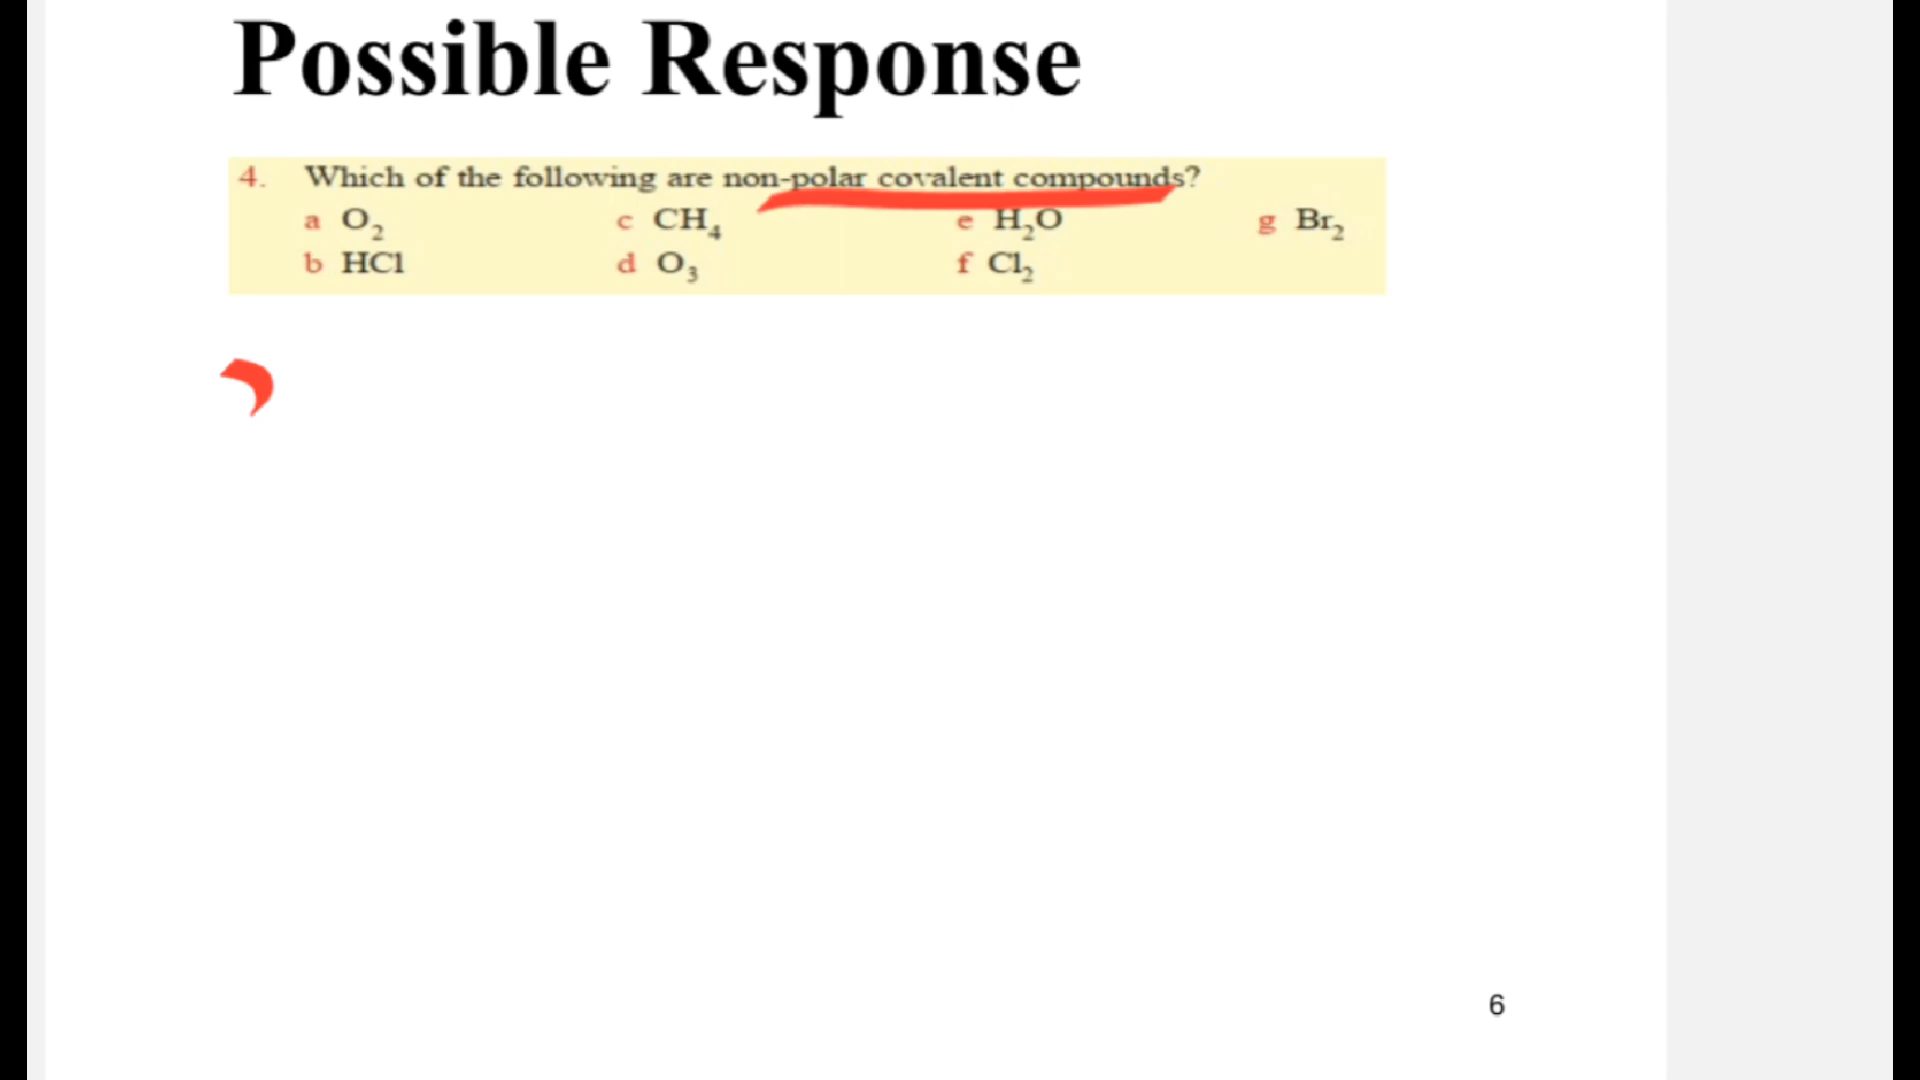 Possible Response
4. Which of the following are non-polar covalent compounds?
a O₂ c CH₄ e H₂O g Br₂
b HCl d O₃ f Cl₂
6